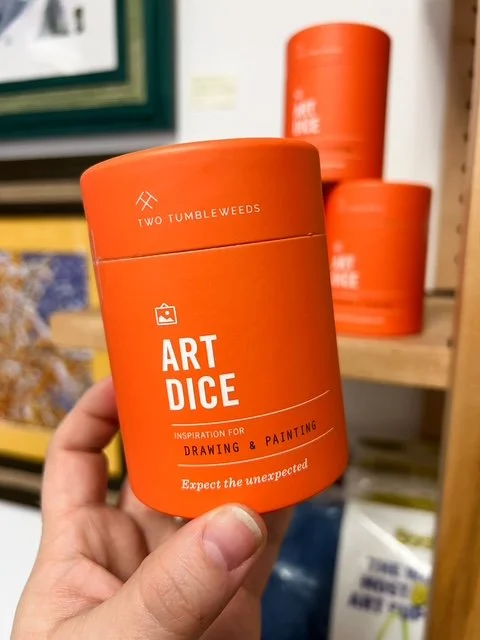 TWO TUMBLEWEEDS
ART
DICE
INSPIRATION FOR
DRAWING & PAINTING
Expect the unexpected
ART
DICE
ART
DICE